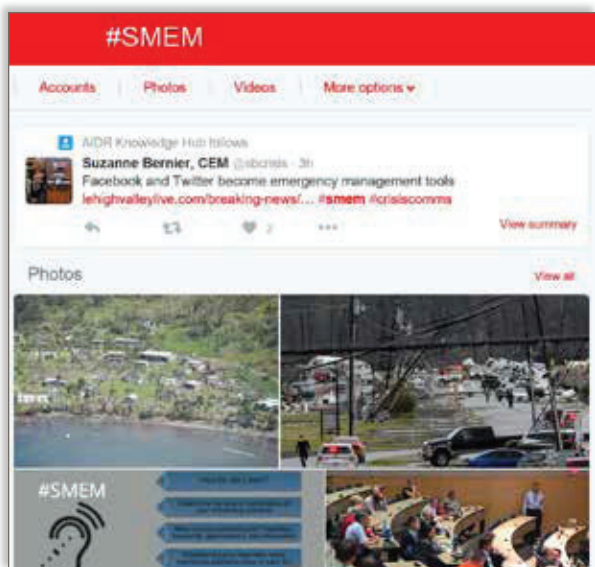 #SMEM
Accounts Photos Videos More options
AIDR Knowledge Hub follows
Suzanne Bernier, CEM @sbcrisis · 3h
Facebook and Twitter become emergency management tools
lehighvalleylive.com/breaking-news/... #smem #crisiscomms
2
View summary
Photos
View all
#SMEM